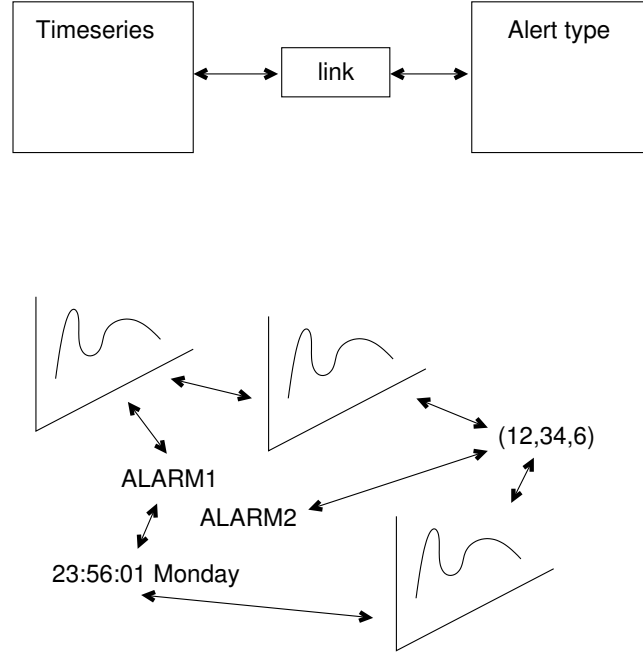 Timeseries
link
Alert type
(12,34,6)
ALARM1
ALARM2
23:56:01 Monday